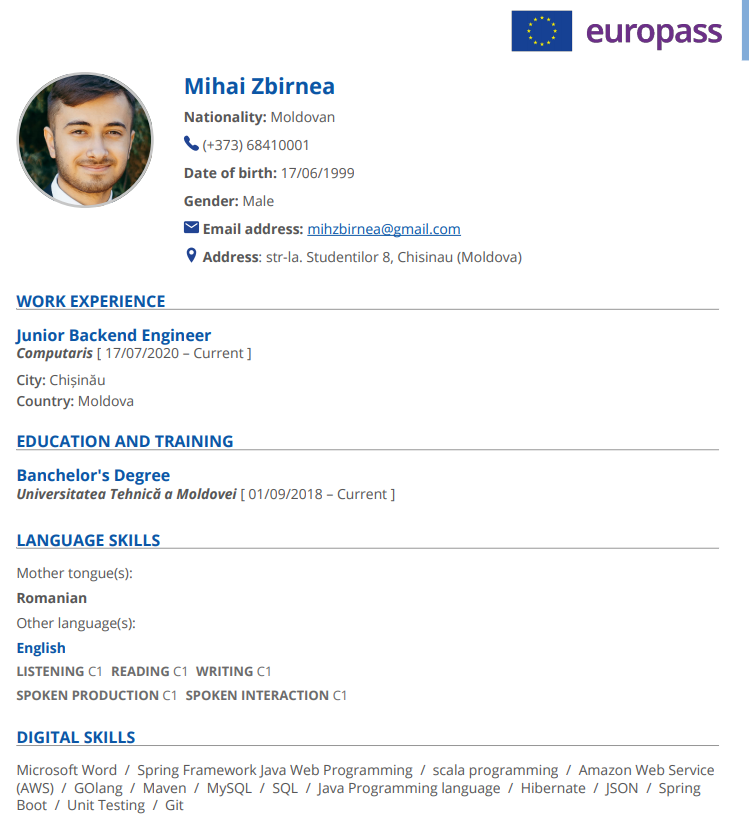 europass
Mihai Zbirnea
Nationality: Moldovan
(+373) 68410001
Date of birth: 17/06/1999
Gender: Male
Email address: mihzbirnea@gmail.com
Address: str-la. Studentilor 8, Chisinau (Moldova)
WORK EXPERIENCE
Junior Backend Engineer
Computaris [ 17/07/2020 – Current ]
City: Chișinău
Country: Moldova
EDUCATION AND TRAINING
Banchelor's Degree
Universitatea Tehnică a Moldovei [ 01/09/2018 – Current ]
LANGUAGE SKILLS
Mother tongue(s):
Romanian
Other language(s):
English
LISTENING C1 READING C1 WRITING C1
SPOKEN PRODUCTION C1 SPOKEN INTERACTION C1
DIGITAL SKILLS
Microsoft Word / Spring Framework Java Web Programming / scala programming / Amazon Web Service
(AWS) / GOlang / Maven / MySQL / SQL / Java Programming language / Hibernate / JSON / Spring
Boot / Unit Testing / Git